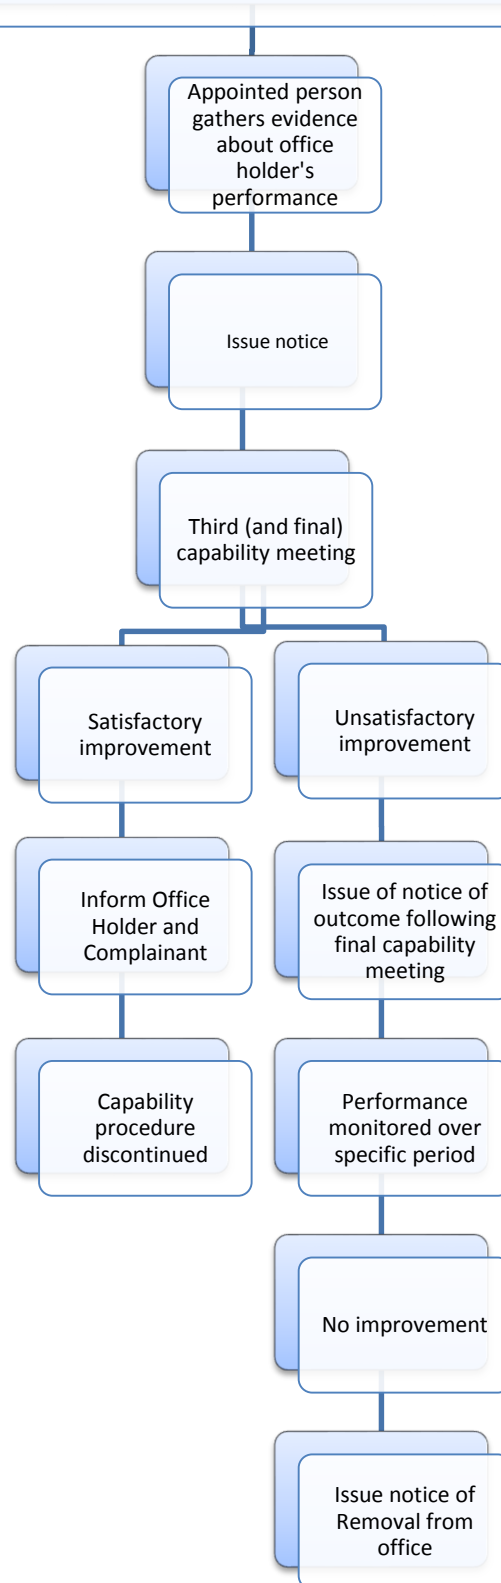 Appointed person
gathers evidence
about office
holder's
performance
Issue notice
Third (and final)
capability meeting
Satisfactory
improvement
Unsatisfactory
improvement
Inform Office
Holder and
Complainant
Issue of notice of
outcome following
final capability
meeting
Capability
procedure
discontinued
Performance
monitored over
specific period
No improvement
Issue notice of
Removal from
office